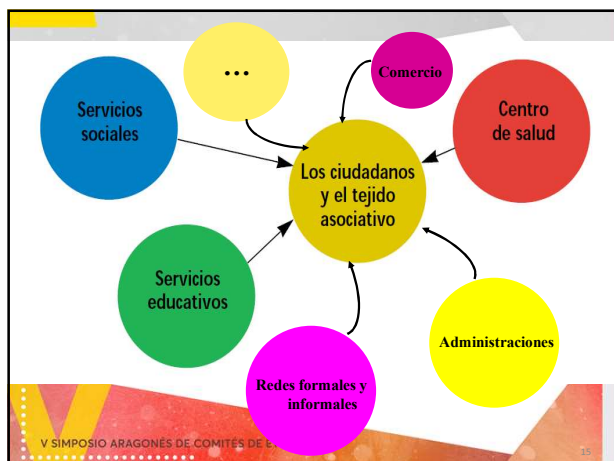 ...
Comercio
Servicios
sociales
Centro
de salud
Los ciudadanos
y el tejido
asociativo
Servicios
educativos
Administraciones
Redes formales y
informales
V SIMPOSIO ARAGONÉS DE COMITÉS DE
15